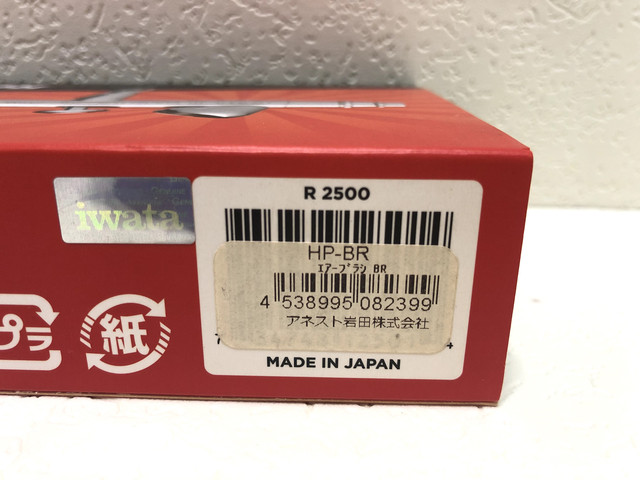 iwata
R 2500
HP-BR
エアーブラシ BR
4 538995 082399
アネスト岩田株式会社
MADE IN JAPAN
プラ
紙